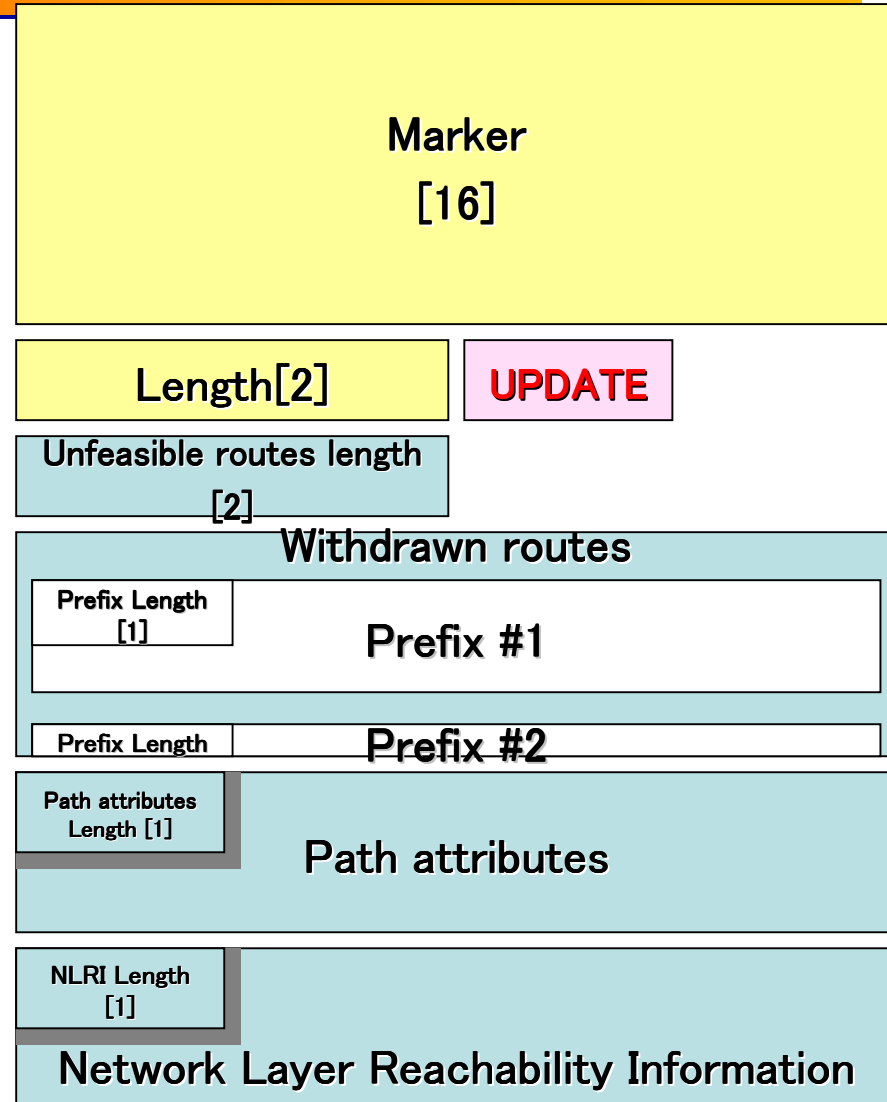 Marker
[16]
Length[2]
UPDATE
Unfeasible routes length
[2]
Withdrawn routes
Prefix Length
[1]
Prefix #1
Prefix Length
Prefix #2
Path attributes
Length [1]
Path attributes
NLRI Length
[1]
Network Layer Reachability Information